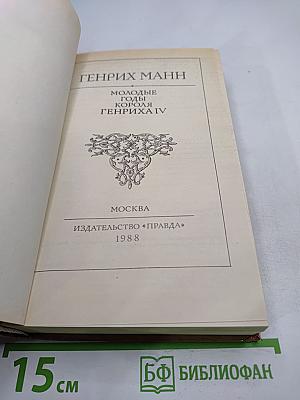 ГЕНРИХ МАНН
МОЛОДЫЕ
ГОДЫ
КОРОЛЯ
ГЕНРИХА IV
МОСКВА
ИЗДАТЕЛЬСТВО «ПРАВДА»
1988
15 см
БФ БИБЛИОФАН